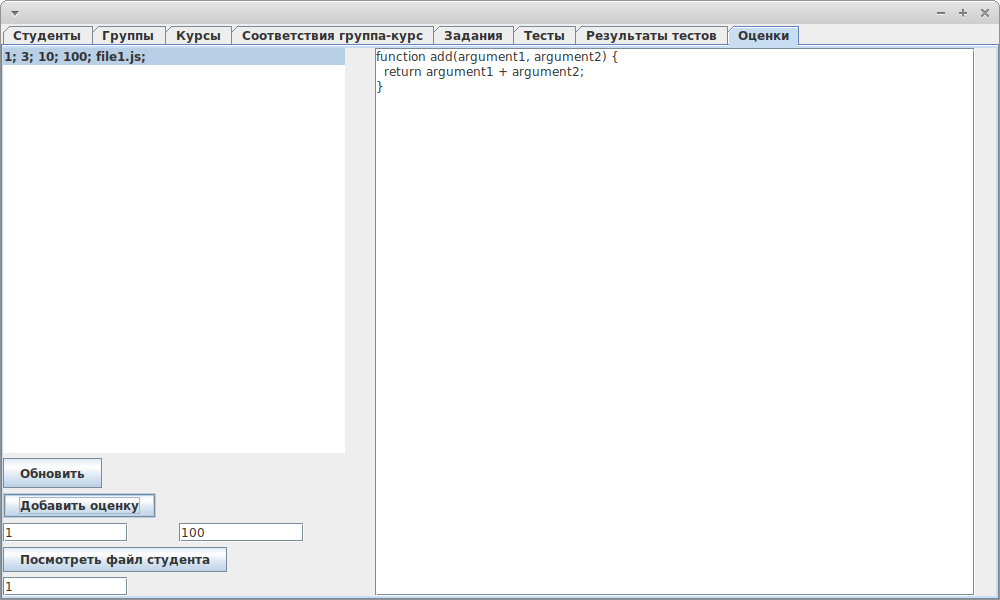 Студенты Группы Курсы Соответствия группа-курс Задания Тесты Результаты тестов Оценки
1; 3; 10; 100; file1.js;
function add(argument1, argument2) {
return argument1 + argument2;
}
Обновить
Добавить оценку
1 100
Посмотреть файл студента
1